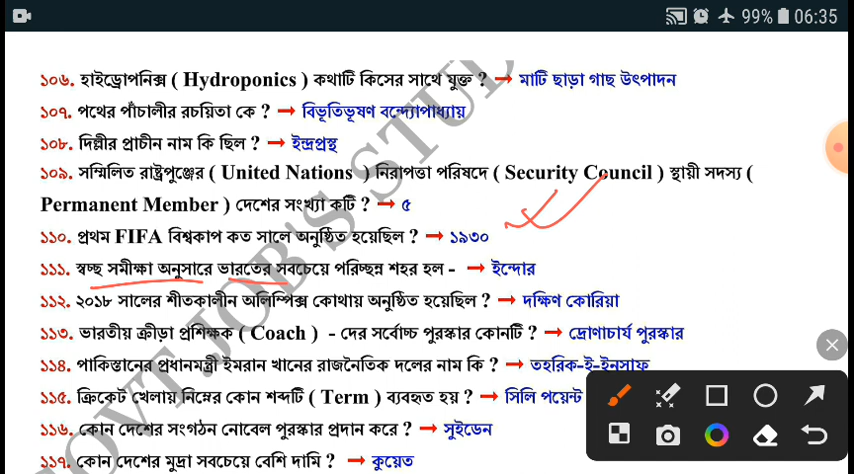 99% 06:35
১০৬. হাইড্রোপনিক্স ( Hydroponics ) কথাটি কিসের সাথে যুক্ত ? → মাটি ছাড়া গাছ উৎপাদন
১০৭. পথের পাঁচালীর রচয়িতা কে ? → বিভূতিভূষণ বন্দ্যোপাধ্যায়
১০৮. দিল্লীর প্রাচীন নাম কি ছিল ? → ইন্দ্রপ্রস্থ
১০৯. সম্মিলিত রাষ্ট্রপুঞ্জের ( United Nations ) নিরাপত্তা পরিষদে ( Security Council ) স্থায়ী সদস্য (
Permanent Member ) দেশের সংখ্যা কটি ? → ৫
১১০. প্রথম FIFA বিশ্বকাপ কত সালে অনুষ্ঠিত হয়েছিল ? → ১৯৩০
১১১. স্বচ্ছ সমীক্ষা অনুসারে ভারতের সবচেয়ে পরিচ্ছন্ন শহর হল - → ইন্দোর
১১২. ২০১৮ সালের শীতকালীন অলিম্পিক্স কোথায় অনুষ্ঠিত হয়েছিল ? → দক্ষিণ কোরিয়া
১১৩. ভারতীয় ক্রীড়া প্রশিক্ষক ( Coach ) - দের সর্বোচ্চ পুরস্কার কোনটি ? → দ্রোণাচার্য পুরস্কার
১১৪. পাকিস্তানের প্রধানমন্ত্রী ইমরান খানের রাজনৈতিক দলের নাম কি ? → তহরিক-ই-ইনসাফ
১১৫. ক্রিকেট খেলায় নিম্নের কোন শব্দটি ( Term ) ব্যবহৃত হয় ? → সিলি পয়েন্ট
১১৬. কোন দেশের সংগঠন নোবেল পুরস্কার প্রদান করে ? → সুইডেন
১১৭. কোন দেশের মুদ্রা সবচেয়ে বেশি দামি ? → কুয়েত
GOVT JOB'S STUD